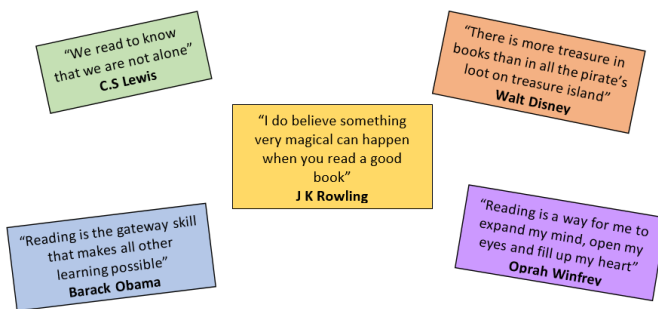 “We read to know
that we are not alone”
C.S Lewis
“There is more treasure in
books than in all the pirate’s
loot on treasure island”
Walt Disney
“I do believe something
very magical can happen
when you read a good
book”
J K Rowling
“Reading is the gateway skill
that makes all other
learning possible”
Barack Obama
“Reading is a way for me to
expand my mind, open my
eyes and fill up my heart”
Oprah Winfrey